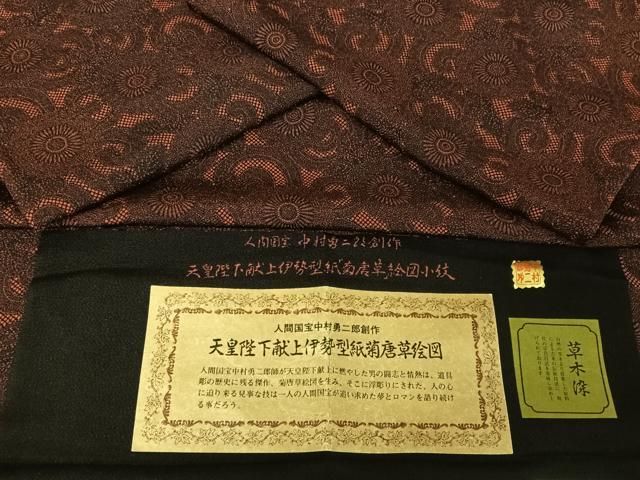 人間国宝 中村勇二郎創作
天皇陛下献上伊勢型紙菊唐草絵図小紋
人間国宝中村勇二郎創作
天皇陛下献上伊勢型紙菊唐草絵図
人間国宝中村勇二郎師が天皇陛下献上に燃やした男の闘志と情熱は、道具
彫の歴史に残る傑作、菊唐草絵図を生み、そこに浮彫りにされた、人の心
に迫り来る見事な技は一人の人間国宝が追い求めた夢とロマンを語り続け
る事だろう。
草木染